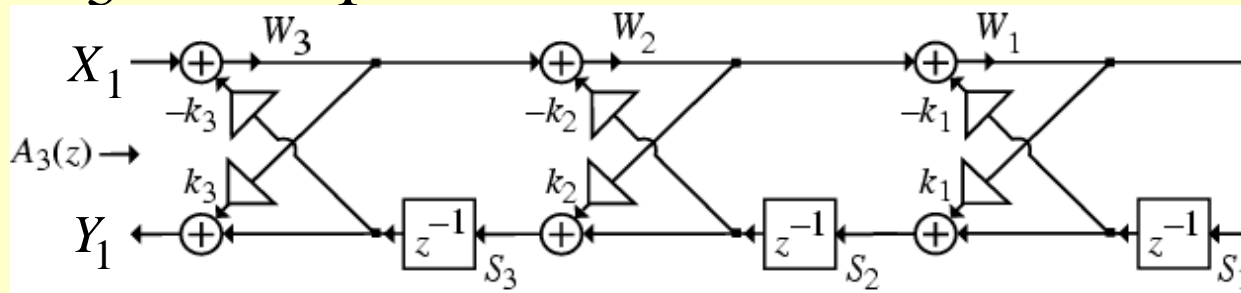 W₃ W₂ W₁
X₁
–k₃ –k₂ –k₁
A₃(z)
k₃ k₂ k₁
Y₁ z⁻¹ z⁻¹ z⁻¹
S₃ S₂